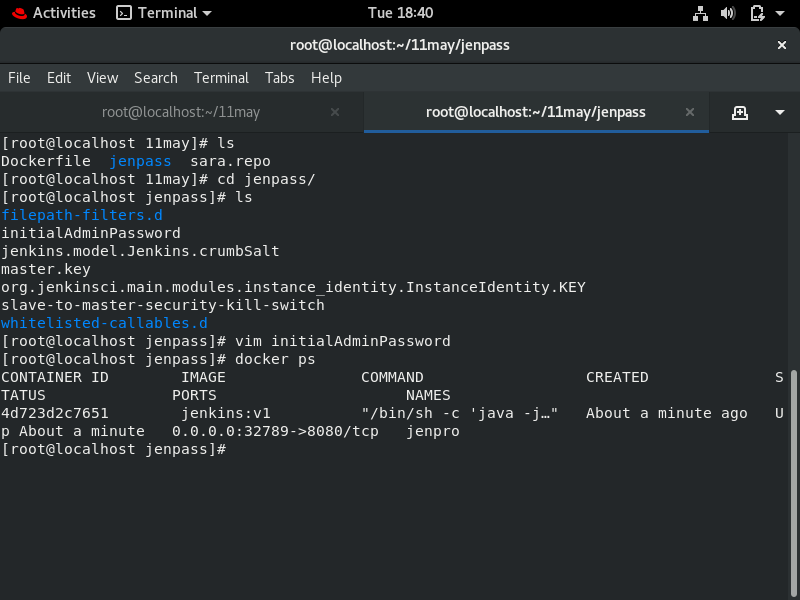 Activities Terminal Tue 18:40
root@localhost:~/11may/jenpass
File Edit View Search Terminal Tabs Help
root@localhost:~/11may root@localhost:~/11may/jenpass
[root@localhost 11may]# ls
Dockerfile  jenpass  sara.repo
[root@localhost 11may]# cd jenpass/
[root@localhost jenpass]# ls
filepath-filters.d
initialAdminPassword
jenkins.model.Jenkins.crumbSalt
master.key
org.jenkinsci.main.modules.instance_identity.InstanceIdentity.KEY
slave-to-master-security-kill-switch
whitelisted-callables.d
[root@localhost jenpass]# vim initialAdminPassword
[root@localhost jenpass]# docker ps
CONTAINER ID        IMAGE               COMMAND                  CREATED              S
TATUS              PORTS                     NAMES
4d723d2c7651        jenkins:v1          "/bin/sh -c 'java -j…"   About a minute ago   U
p About a minute   0.0.0.0:32789->8080/tcp   jenpro
[root@localhost jenpass]#